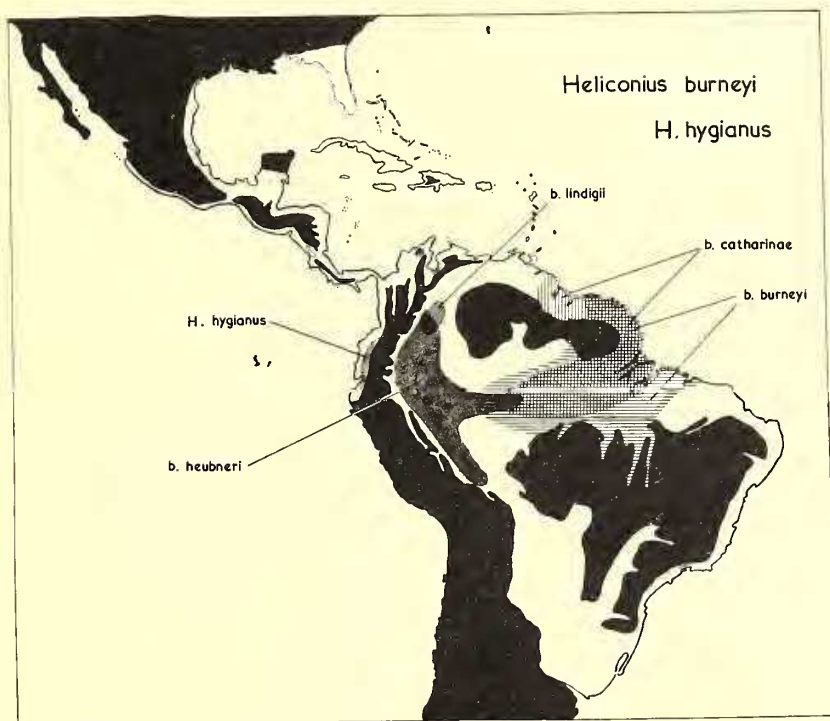 Heliconius burneyi
H. hygianus
b. lindigii
b. catharinae
b. burneyi
H. hygianus
b. heubneri